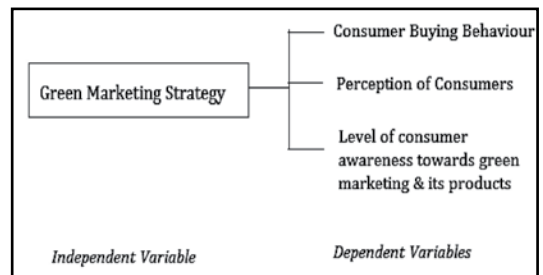 Consumer Buying Behaviour
Green Marketing Strategy
Perception of Consumers
Level of consumer
awareness towards green
marketing & its products
Independent Variable
Dependent Variables